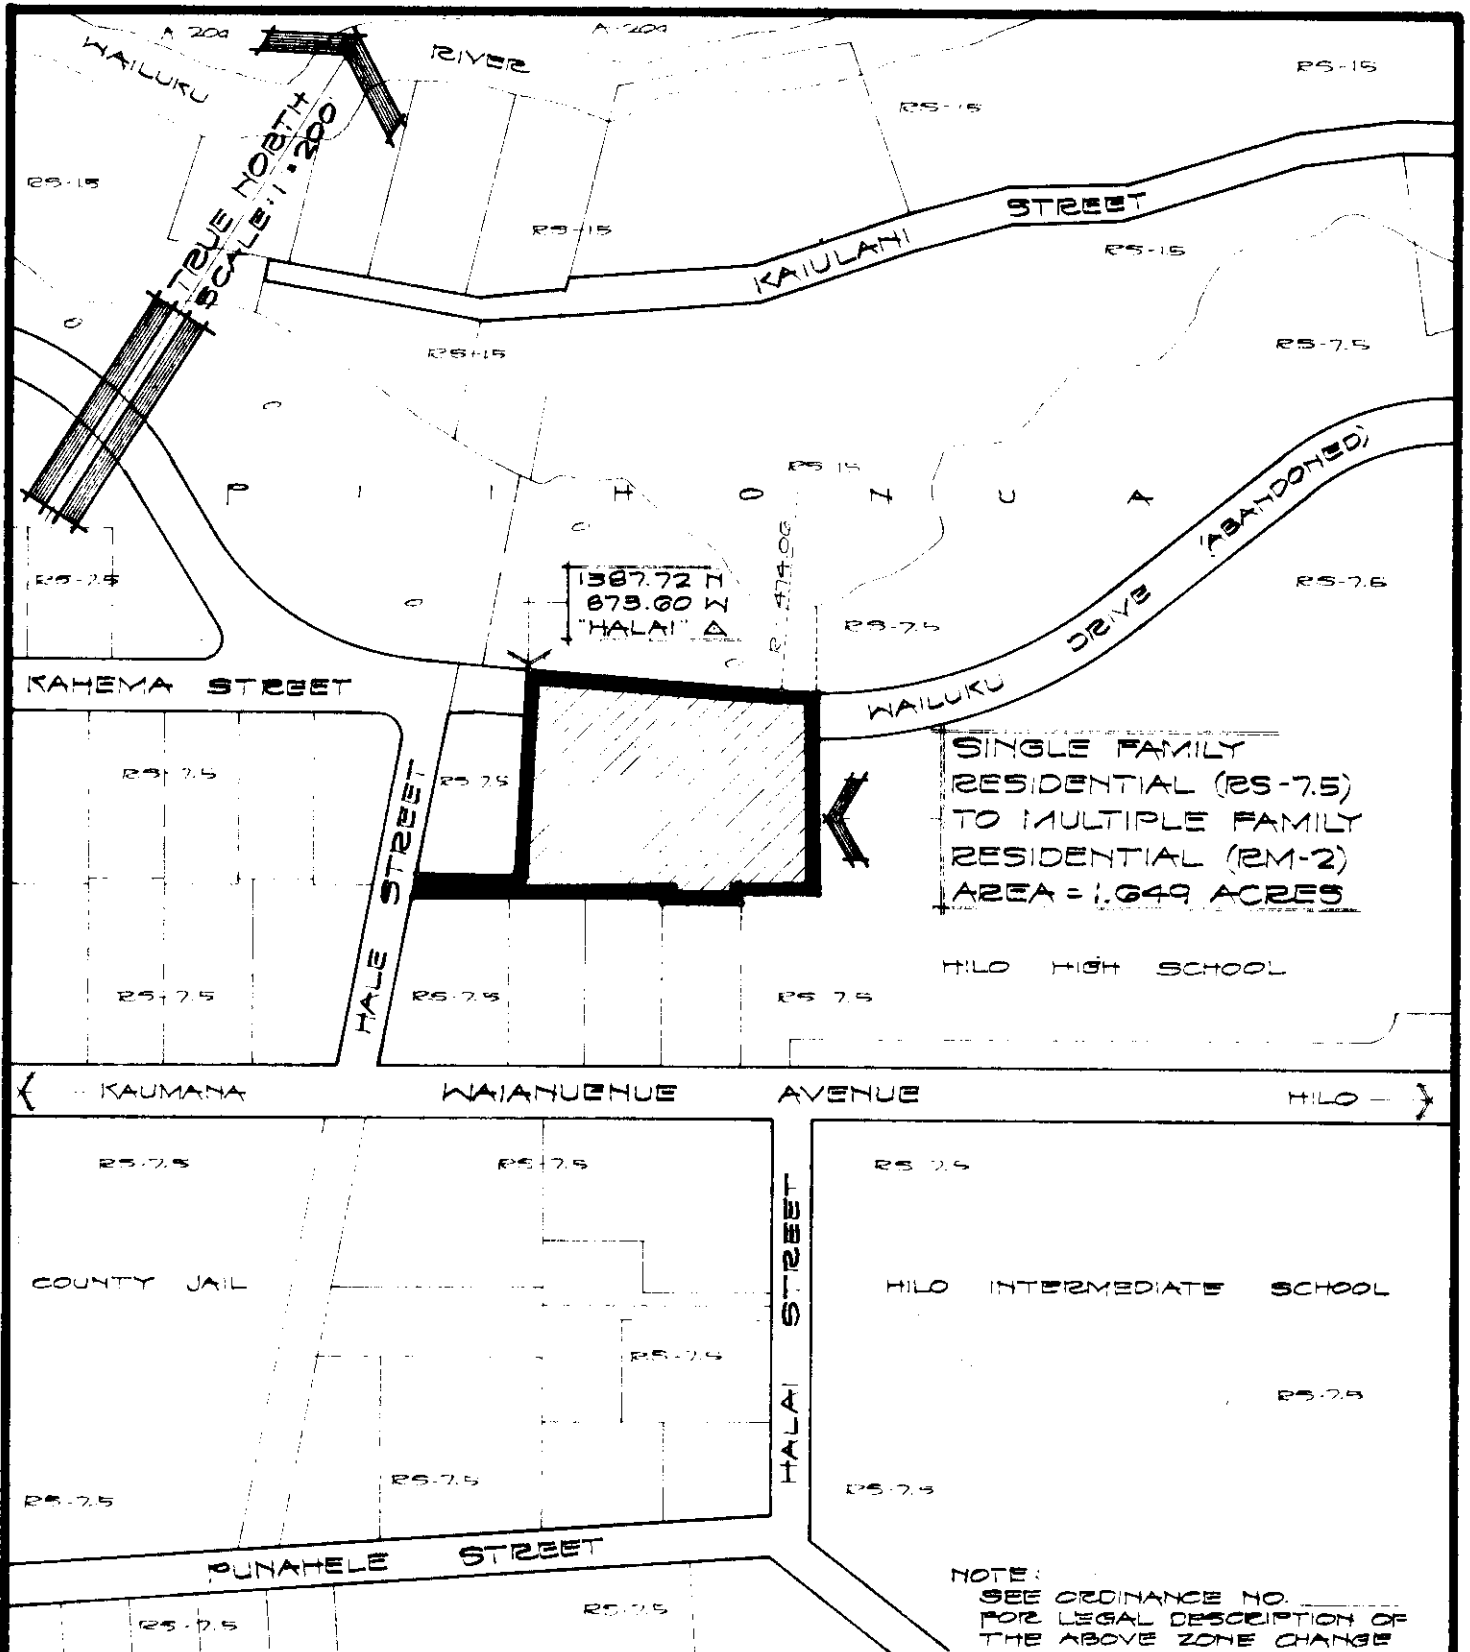 A-20a
A-20a
WAILUKU
RIVER
RS-15
RS-15
TRUE NORTH
SCALE: 1" = 200'
RS-15
RS-15
KAIULANI STREET
RS-15
RS-15
RS-7.5
PIIHONUA
RS-15
RS-7.5
1387.72 N
873.60 W
"HALAI" △
R=474.06
RS-7.5
RS-7.5
WAILUKU DRIVE (ABANDONED)
KAHEMA STREET
SINGLE FAMILY
RESIDENTIAL (RS-7.5)
TO MULTIPLE FAMILY
RESIDENTIAL (RM-2)
AREA = 1.649 ACRES
RS-7.5
RS-7.5
HALE STREET
HILO HIGH SCHOOL
RS-7.5
RS-7.5
RS-7.5
KAUMANA
WAIANUENUE AVENUE
HILO
RS-7.5
RS-7.5
RS-7.5
COUNTY JAIL
HALAI STREET
HILO INTERMEDIATE SCHOOL
RS-7.5
RS-7.5
RS-7.5
RS-7.5
RS-7.5
PUNAHELE STREET
RS-7.5
RS-7.5
NOTE:
SEE ORDINANCE NO. ______
FOR LEGAL DESCRIPTION OF
THE ABOVE ZONE CHANGE